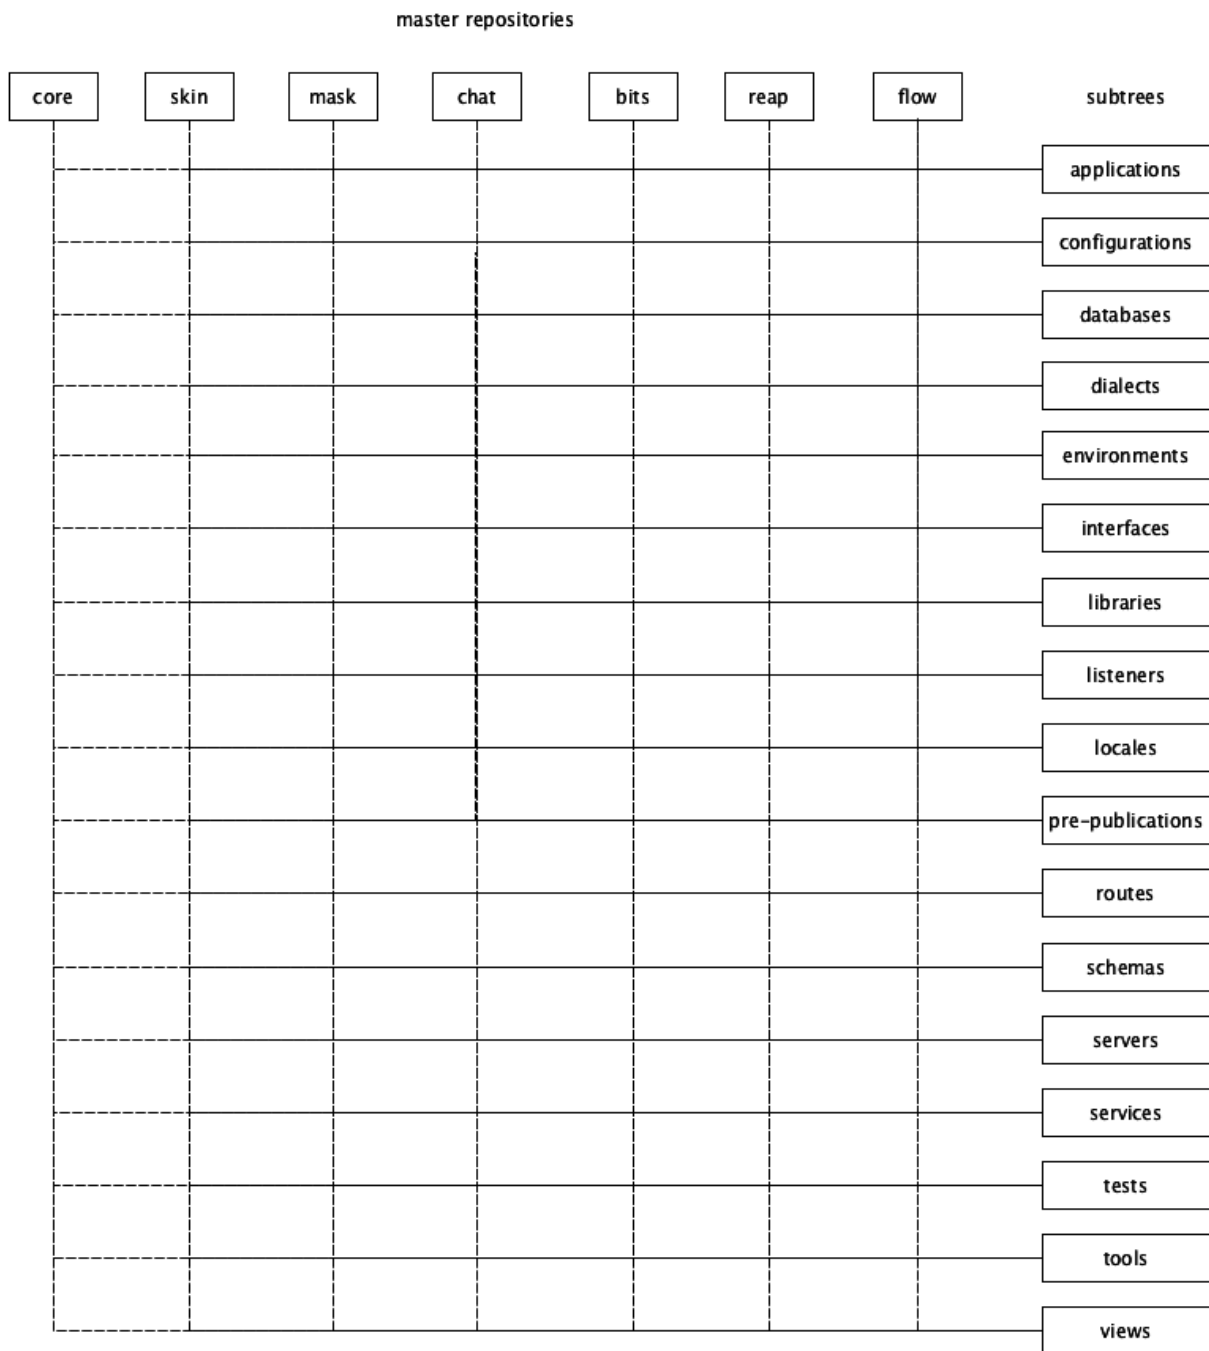 master repositories
core skin mask chat bits reap flow subtrees
applications
configurations
databases
dialects
environments
interfaces
libraries
listeners
locales
pre-publications
routes
schemas
servers
services
tests
tools
views